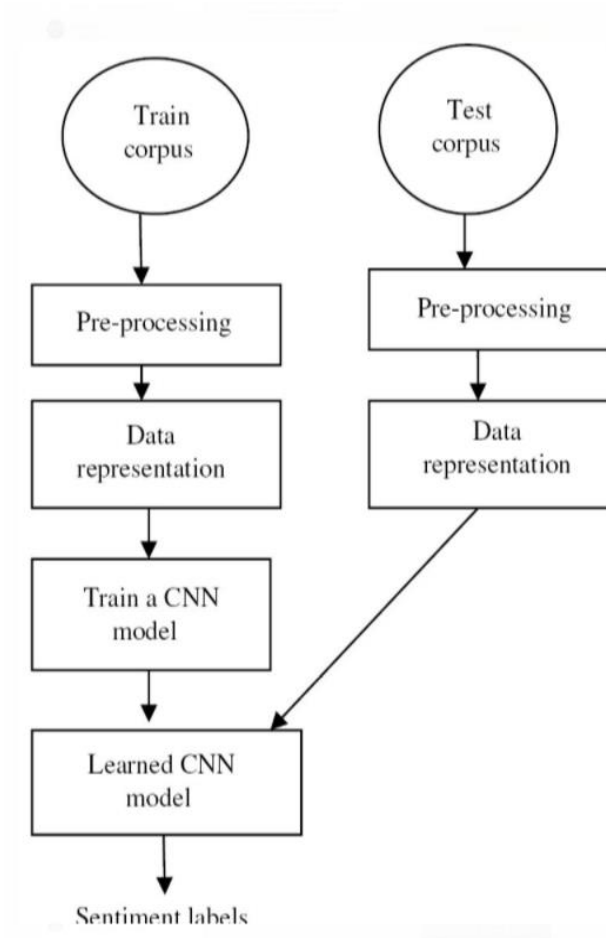 Train
corpus
Test
corpus
Pre-processing
Pre-processing
Data
representation
Data
representation
Train a CNN
model
Learned CNN
model
Sentiment labels